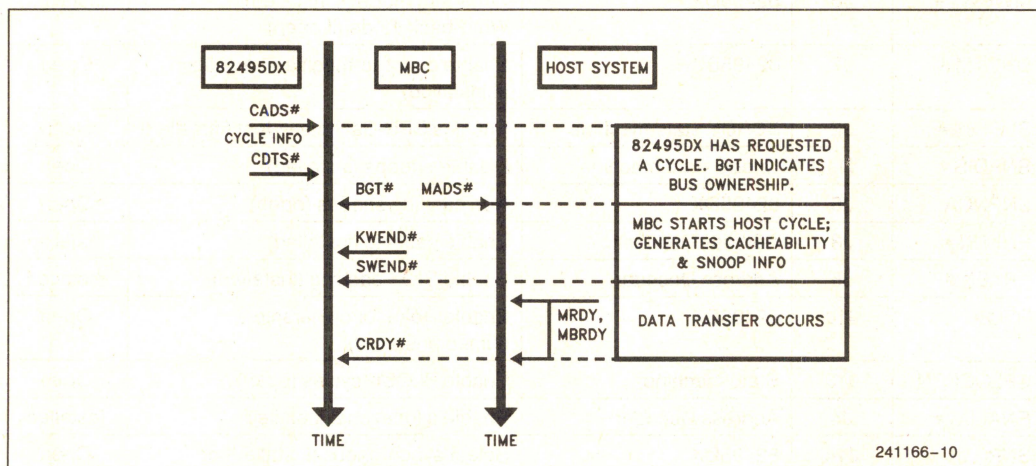 82495DX
MBC
HOST SYSTEM
CADS#
CYCLE INFO
CDTS#
82495DX HAS REQUESTED
A CYCLE. BGT INDICATES
BUS OWNERSHIP.
BGT#
MADS#
MBC STARTS HOST CYCLE;
GENERATES CACHEABILITY
& SNOOP INFO
KWEND#
SWEND#
MRDY,
MBRDY
DATA TRANSFER OCCURS
CRDY#
TIME
TIME
241166-10